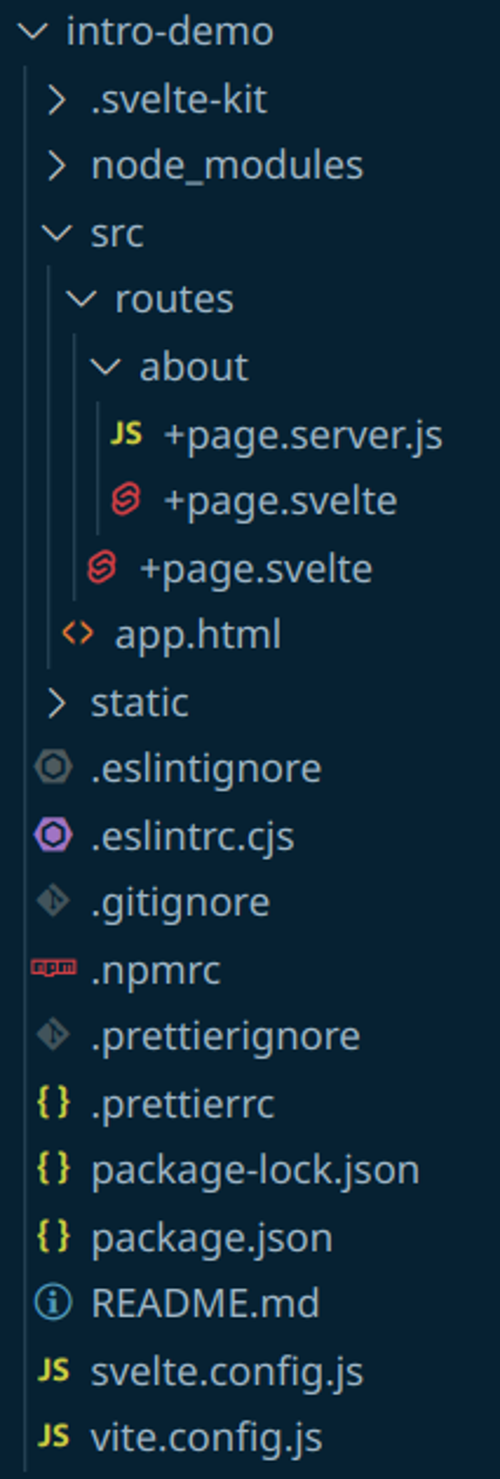 intro-demo
.svelte-kit
node_modules
src
routes
about
JS +page.server.js
+page.svelte
+page.svelte
<> app.html
static
.eslintignore
.eslintrc.cjs
.gitignore
npm .npmrc
.prettierignore
{} .prettierrc
{} package-lock.json
{} package.json
README.md
JS svelte.config.js
JS vite.config.js